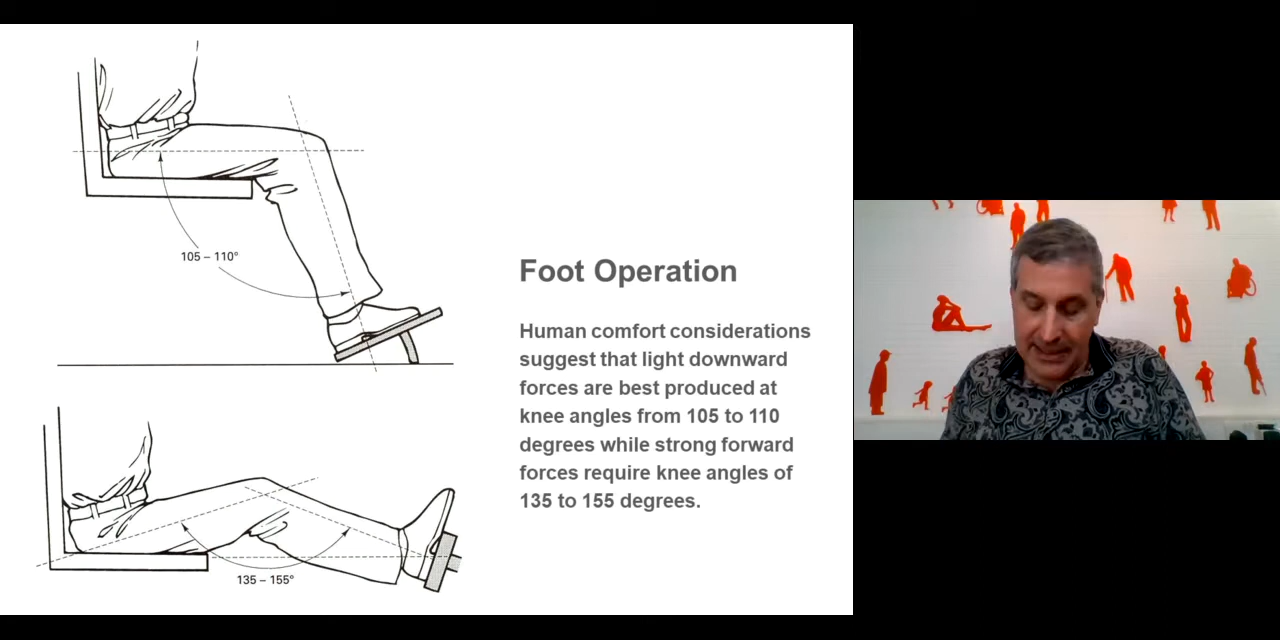 105 – 110°
Foot Operation
Human comfort considerations
suggest that light downward
forces are best produced at
knee angles from 105 to 110
degrees while strong forward
forces require knee angles of
135 to 155 degrees.
135 – 155°